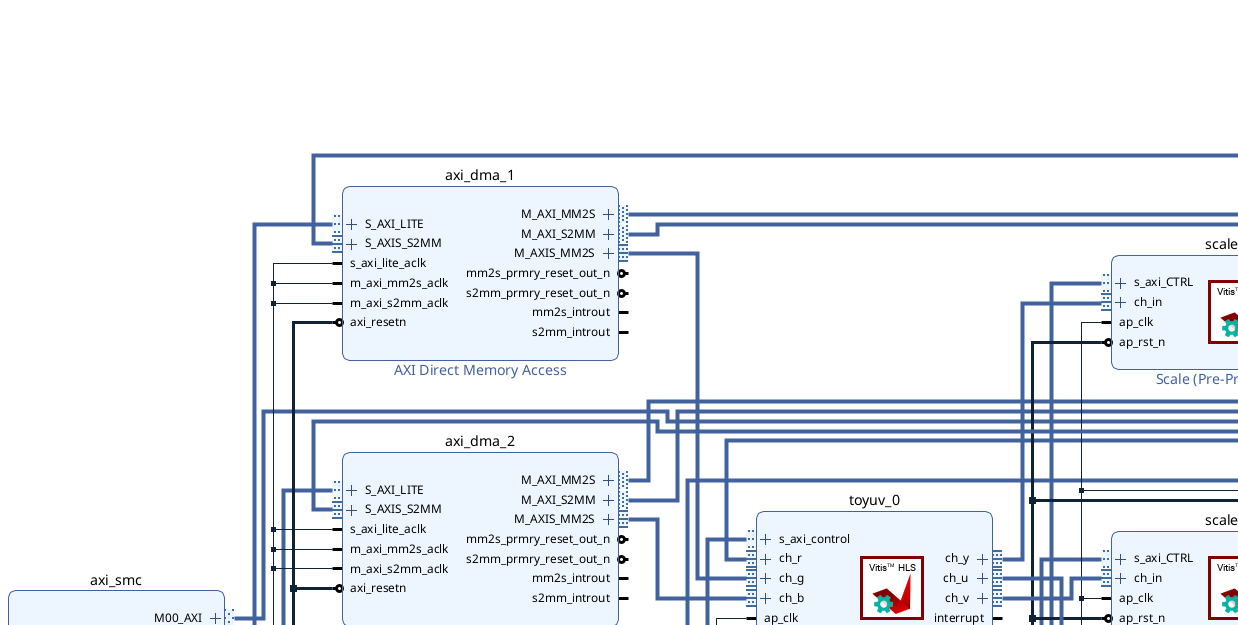 axi_dma_1
S_AXI_LITE
S_AXIS_S2MM
s_axi_lite_aclk
m_axi_mm2s_aclk
m_axi_s2mm_aclk
axi_resetn
M_AXI_MM2S
M_AXI_S2MM
M_AXIS_MM2S
mm2s_prmry_reset_out_n
s2mm_prmry_reset_out_n
mm2s_introut
s2mm_introut
AXI Direct Memory Access
scale
s_axi_CTRL
ch_in
ap_clk
ap_rst_n
Vitis™
Scale (Pre-Pr
axi_dma_2
S_AXI_LITE
S_AXIS_S2MM
s_axi_lite_aclk
m_axi_mm2s_aclk
m_axi_s2mm_aclk
axi_resetn
M_AXI_MM2S
M_AXI_S2MM
M_AXIS_MM2S
mm2s_prmry_reset_out_n
s2mm_prmry_reset_out_n
mm2s_introut
s2mm_introut
toyuv_0
s_axi_control
ch_r
ch_g
ch_b
ap_clk
Vitis™ HLS
ch_y
ch_u
ch_v
interrupt
scale
s_axi_CTRL
ch_in
ap_clk
ap_rst_n
Vitis™
axi_smc
M00_AXI